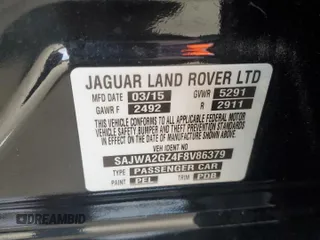 JAGUAR LAND ROVER LTD
MFD DATE 03/15 GVWR 5291
GAWR F 2492 R 2911
THIS VEHICLE CONFORMS TO ALL APPLICABLE FEDERAL MOTOR
VEHICLE SAFETY BUMPER AND THEFT PREVENTION STANDARDS
IN EFFECT ON THE DATE OF MANUFACTURE SHOWN ABOVE
VEH IDENT NO
SAJWA2GZ4F8V86379
TYPE PASSENGER CAR
PAINT PEL TRIM PDB
DREAMBID